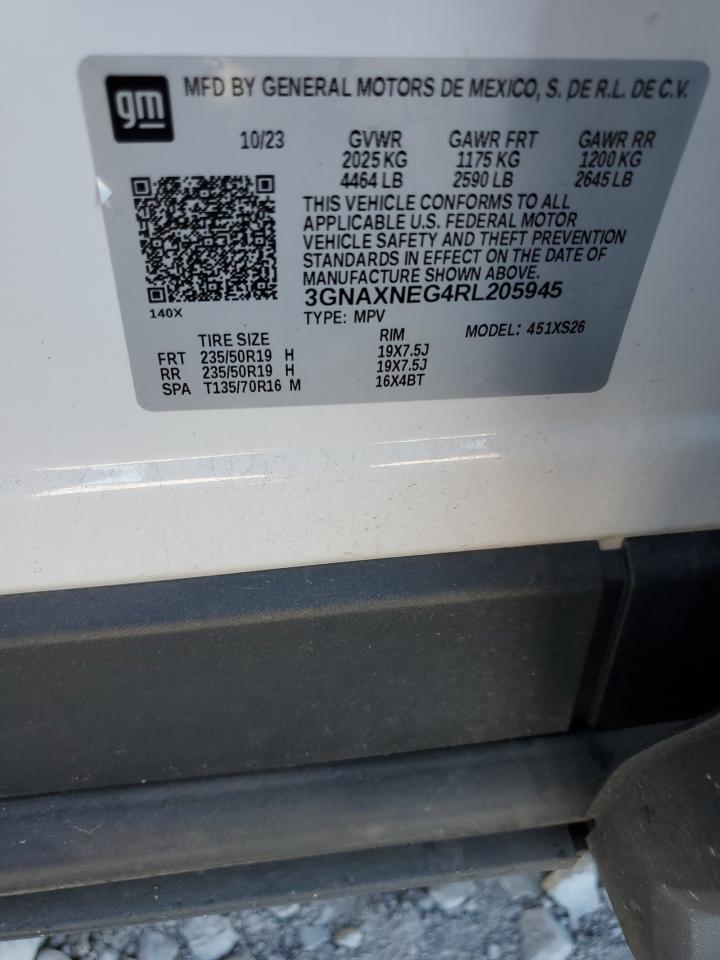 gm
MFD BY GENERAL MOTORS DE MEXICO, S. DE R.L. DE C.V.
10/23 GVWR GAWR FRT GAWR RR
2025 KG 1175 KG 1200 KG
4464 LB 2590 LB 2645 LB
THIS VEHICLE CONFORMS TO ALL
APPLICABLE U.S. FEDERAL MOTOR
VEHICLE SAFETY AND THEFT PREVENTION
STANDARDS IN EFFECT ON THE DATE OF
MANUFACTURE SHOWN ABOVE.
3GNAXNEG4RL205945
140X
TYPE: MPV MODEL: 451XS26
TIRE SIZE RIM
FRT 235/50R19 H 19X7.5J
RR 235/50R19 H 19X7.5J
SPA T135/70R16 M 16X4BT